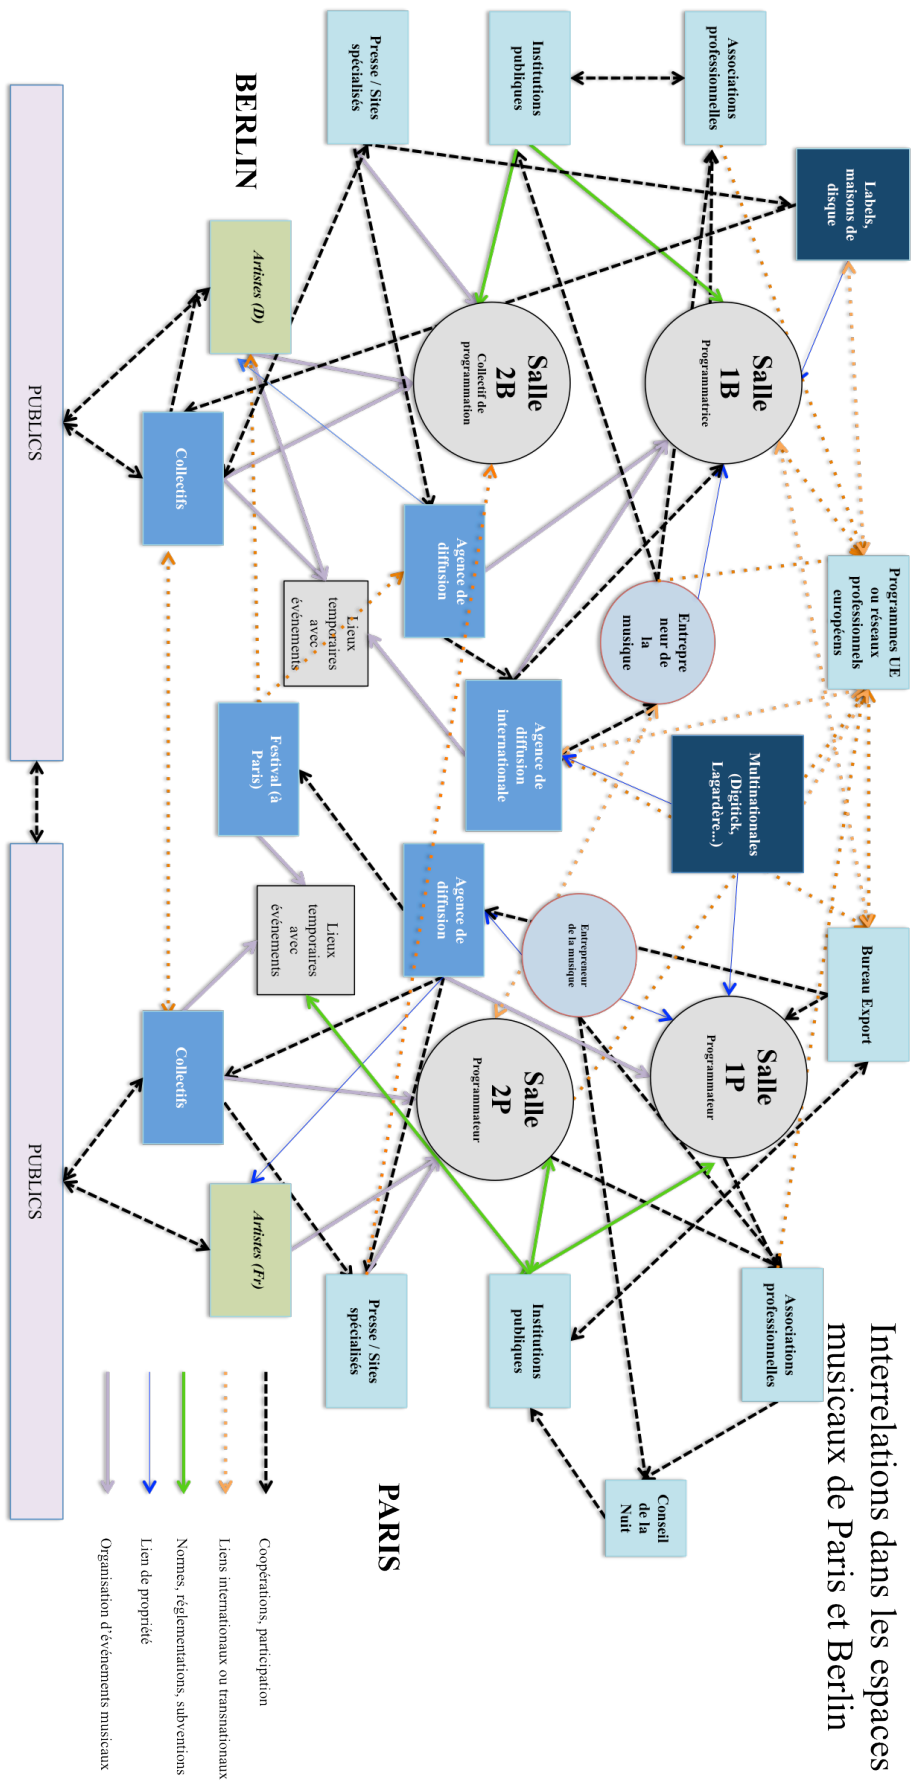 Interrelations dans les espaces
musicaux de Paris et Berlin
Labels,
maisons de
disque
Programmes UE
ou réseaux
professionnels
européens
Bureau Export
Associations
professionnelles
Salle
1B
Programmatrice
Multinationales
(Digitick,
Lagardère...)
Salle
1P
Programmateur
Associations
professionnelles
Entrepre
neur de
la
musique
Conseil
de la
Nuit
Institutions
publiques
Salle
2B
Collectif de
programmation
Agence de
diffusion
internationale
Entrepreneur
de la musique
Salle
2P
Programmateur
Institutions
publiques
Agence de
diffusion
Agence de
diffusion
Presse / Sites
spécialisés
Lieux
temporaires
avec
événements
Lieux
temporaires
avec
événements
Presse / Sites
spécialisés
PARIS
BERLIN
Artistes (D)
Festival (à
Paris)
Artistes (Fr)
Collectifs
Collectifs
Coopérations, participation
Liens internationaux ou transnationaux
Normes, réglementations, subventions
Lien de propriété
Organisation d'événements musicaux
PUBLICS
PUBLICS